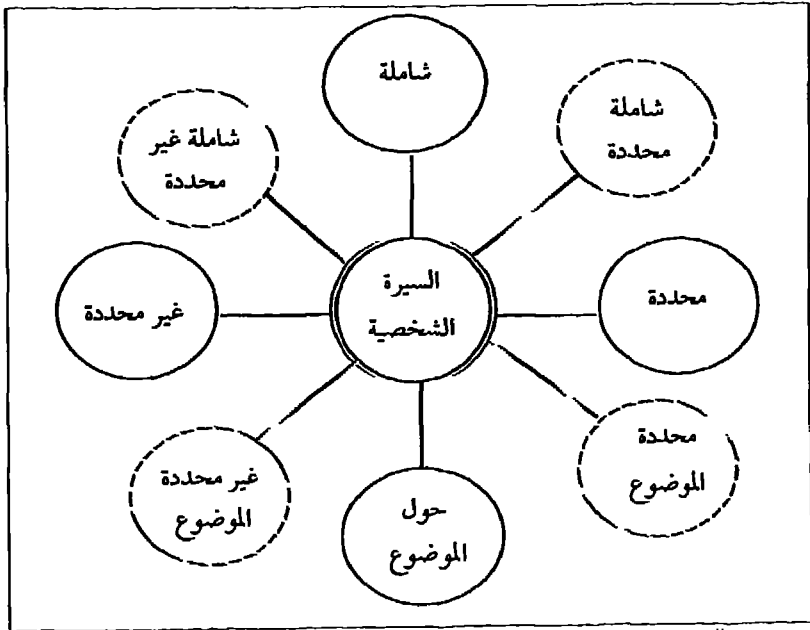 شاملة
شاملة
محددة
شاملة غير
محددة
السيرة
الشخصية
محددة
غير محددة
محددة
الموضوع
غير محددة
الموضوع
حول
الموضوع